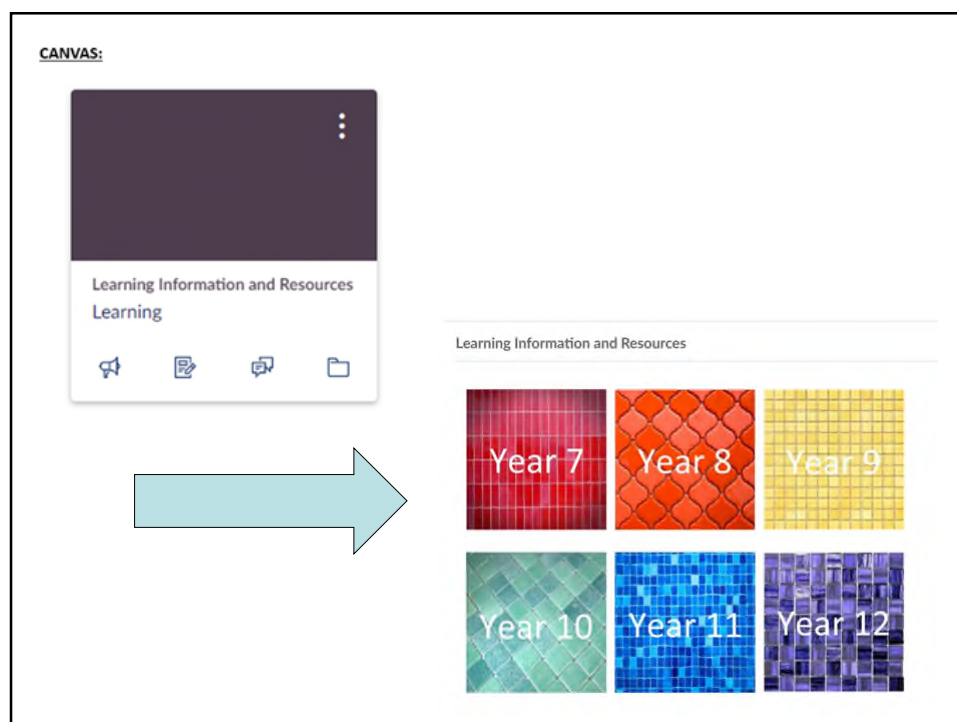 CANVAS:
Learning Information and Resources
Learning
Learning Information and Resources
Year 7
Year 8
Year 9
Year 10
Year 11
Year 12